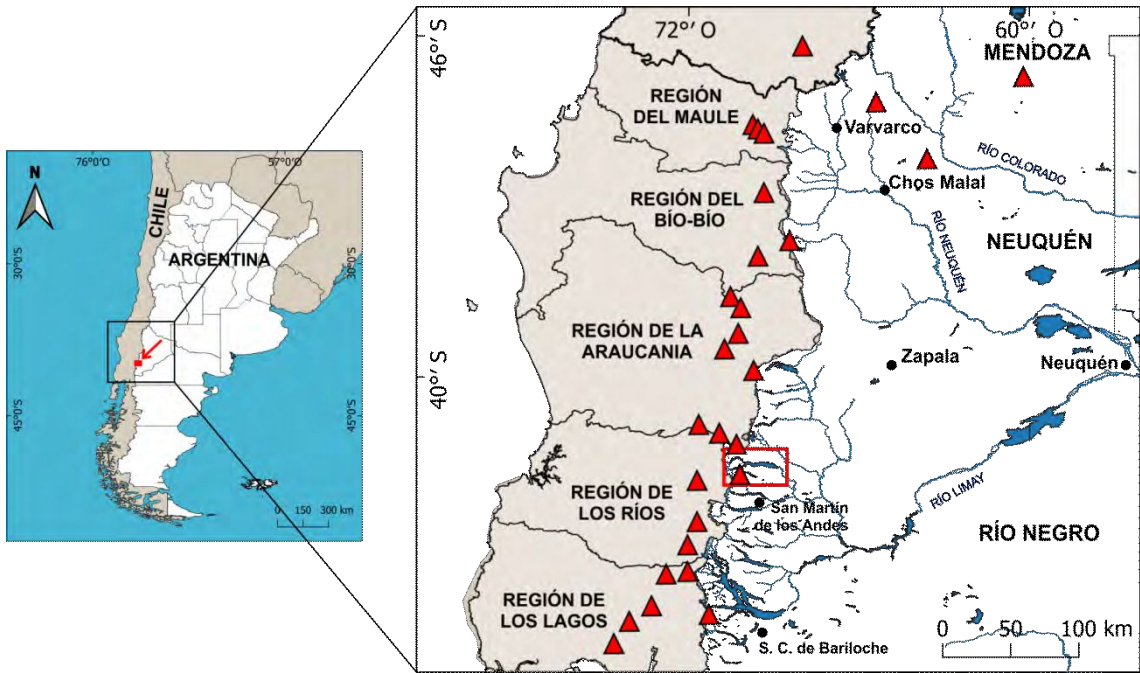 76°0'O
57°0'O
N
CHILE
ARGENTINA
30°0'S
30°0'S
45°0'S
45°0'S
0 150 300 km
72°' O
60°' O
46°' S
40°' S
MENDOZA
REGIÓN
DEL MAULE
Varvarco
RÍO COLORADO
Chos Malal
REGIÓN DEL
BÍO-BÍO
RÍO NEUQUÉN
NEUQUÉN
REGIÓN DE LA
ARAUCANIA
Zapala
Neuquén
REGIÓN DE
LOS RÍOS
San Martín
de los Andes
RÍO LIMAY
RÍO NEGRO
REGIÓN DE
LOS LAGOS
S. C. de Bariloche
0 50 100 km